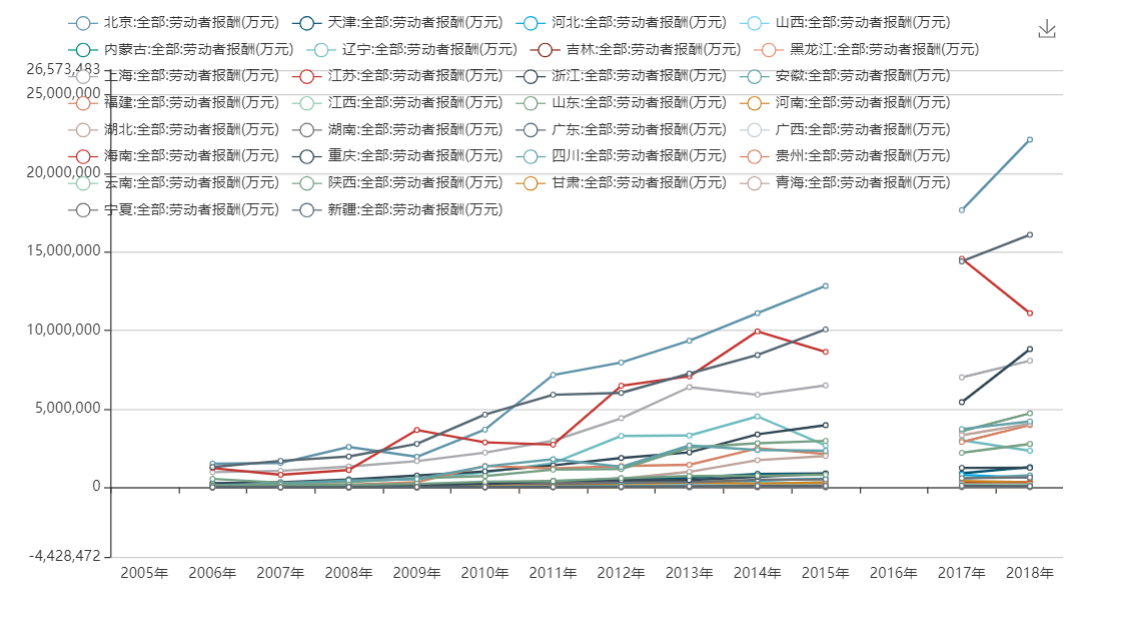 北京:全部:劳动者报酬(万元) 天津:全部:劳动者报酬(万元) 河北:全部:劳动者报酬(万元) 山西:全部:劳动者报酬(万元)
内蒙古:全部:劳动者报酬(万元) 辽宁:全部:劳动者报酬(万元) 吉林:全部:劳动者报酬(万元) 黑龙江:全部:劳动者报酬(万元)
26,573,483
上海:全部:劳动者报酬(万元) 江苏:全部:劳动者报酬(万元) 浙江:全部:劳动者报酬(万元) 安徽:全部:劳动者报酬(万元)
25,000,000
福建:全部:劳动者报酬(万元) 江西:全部:劳动者报酬(万元) 山东:全部:劳动者报酬(万元) 河南:全部:劳动者报酬(万元)
湖北:全部:劳动者报酬(万元) 湖南:全部:劳动者报酬(万元) 广东:全部:劳动者报酬(万元) 广西:全部:劳动者报酬(万元)
海南:全部:劳动者报酬(万元) 重庆:全部:劳动者报酬(万元) 四川:全部:劳动者报酬(万元) 贵州:全部:劳动者报酬(万元)
20,000,000
云南:全部:劳动者报酬(万元) 陕西:全部:劳动者报酬(万元) 甘肃:全部:劳动者报酬(万元) 青海:全部:劳动者报酬(万元)
宁夏:全部:劳动者报酬(万元) 新疆:全部:劳动者报酬(万元)
15,000,000
10,000,000
5,000,000
0
-4,428,472
2005年 2006年 2007年 2008年 2009年 2010年 2011年 2012年 2013年 2014年 2015年 2016年 2017年 2018年